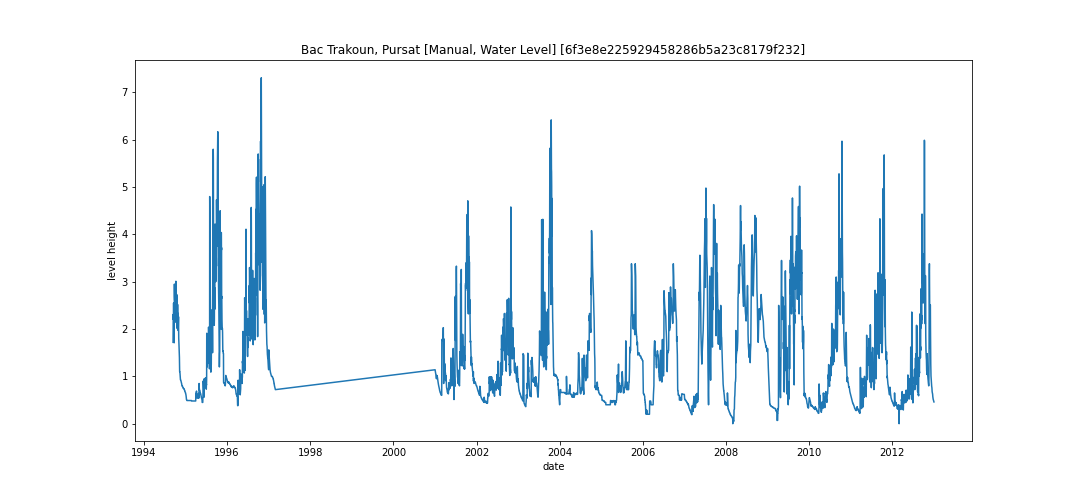 Bac Trakoun, Pursat [Manual, Water Level] [6f3e8e225929458286b5a23c8179f232]
7
6
5
4
3
2
1
0
level height
1994 1996 1998 2000 2002 2004 2006 2008 2010 2012
date